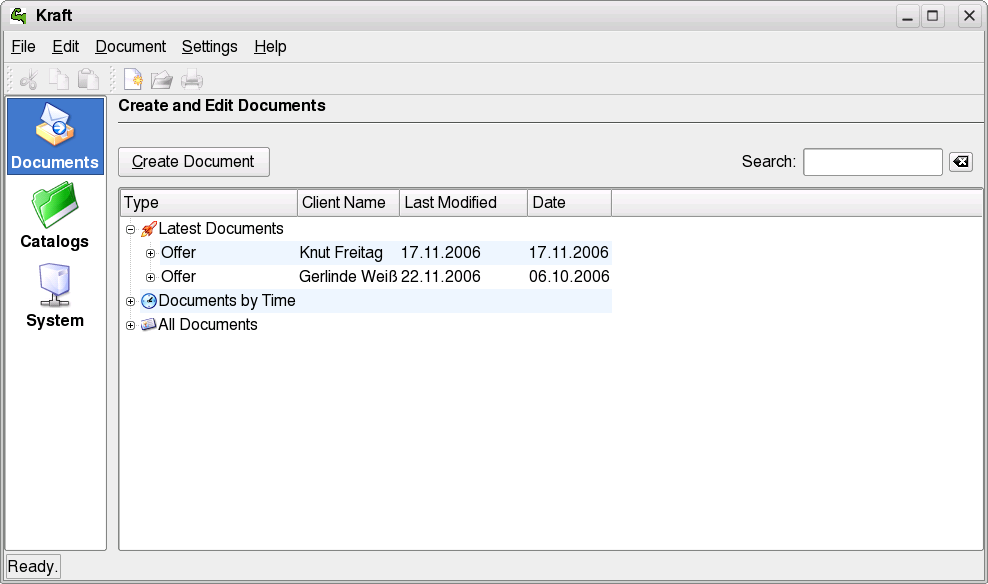 Kraft
File Edit Document Settings Help
Create and Edit Documents
Documents
Catalogs
System
Create Document
Search:
Type Client Name Last Modified Date
Latest Documents
Offer Knut Freitag 17.11.2006 17.11.2006
Offer Gerlinde Weiß 22.11.2006 06.10.2006
Documents by Time
All Documents
Ready.